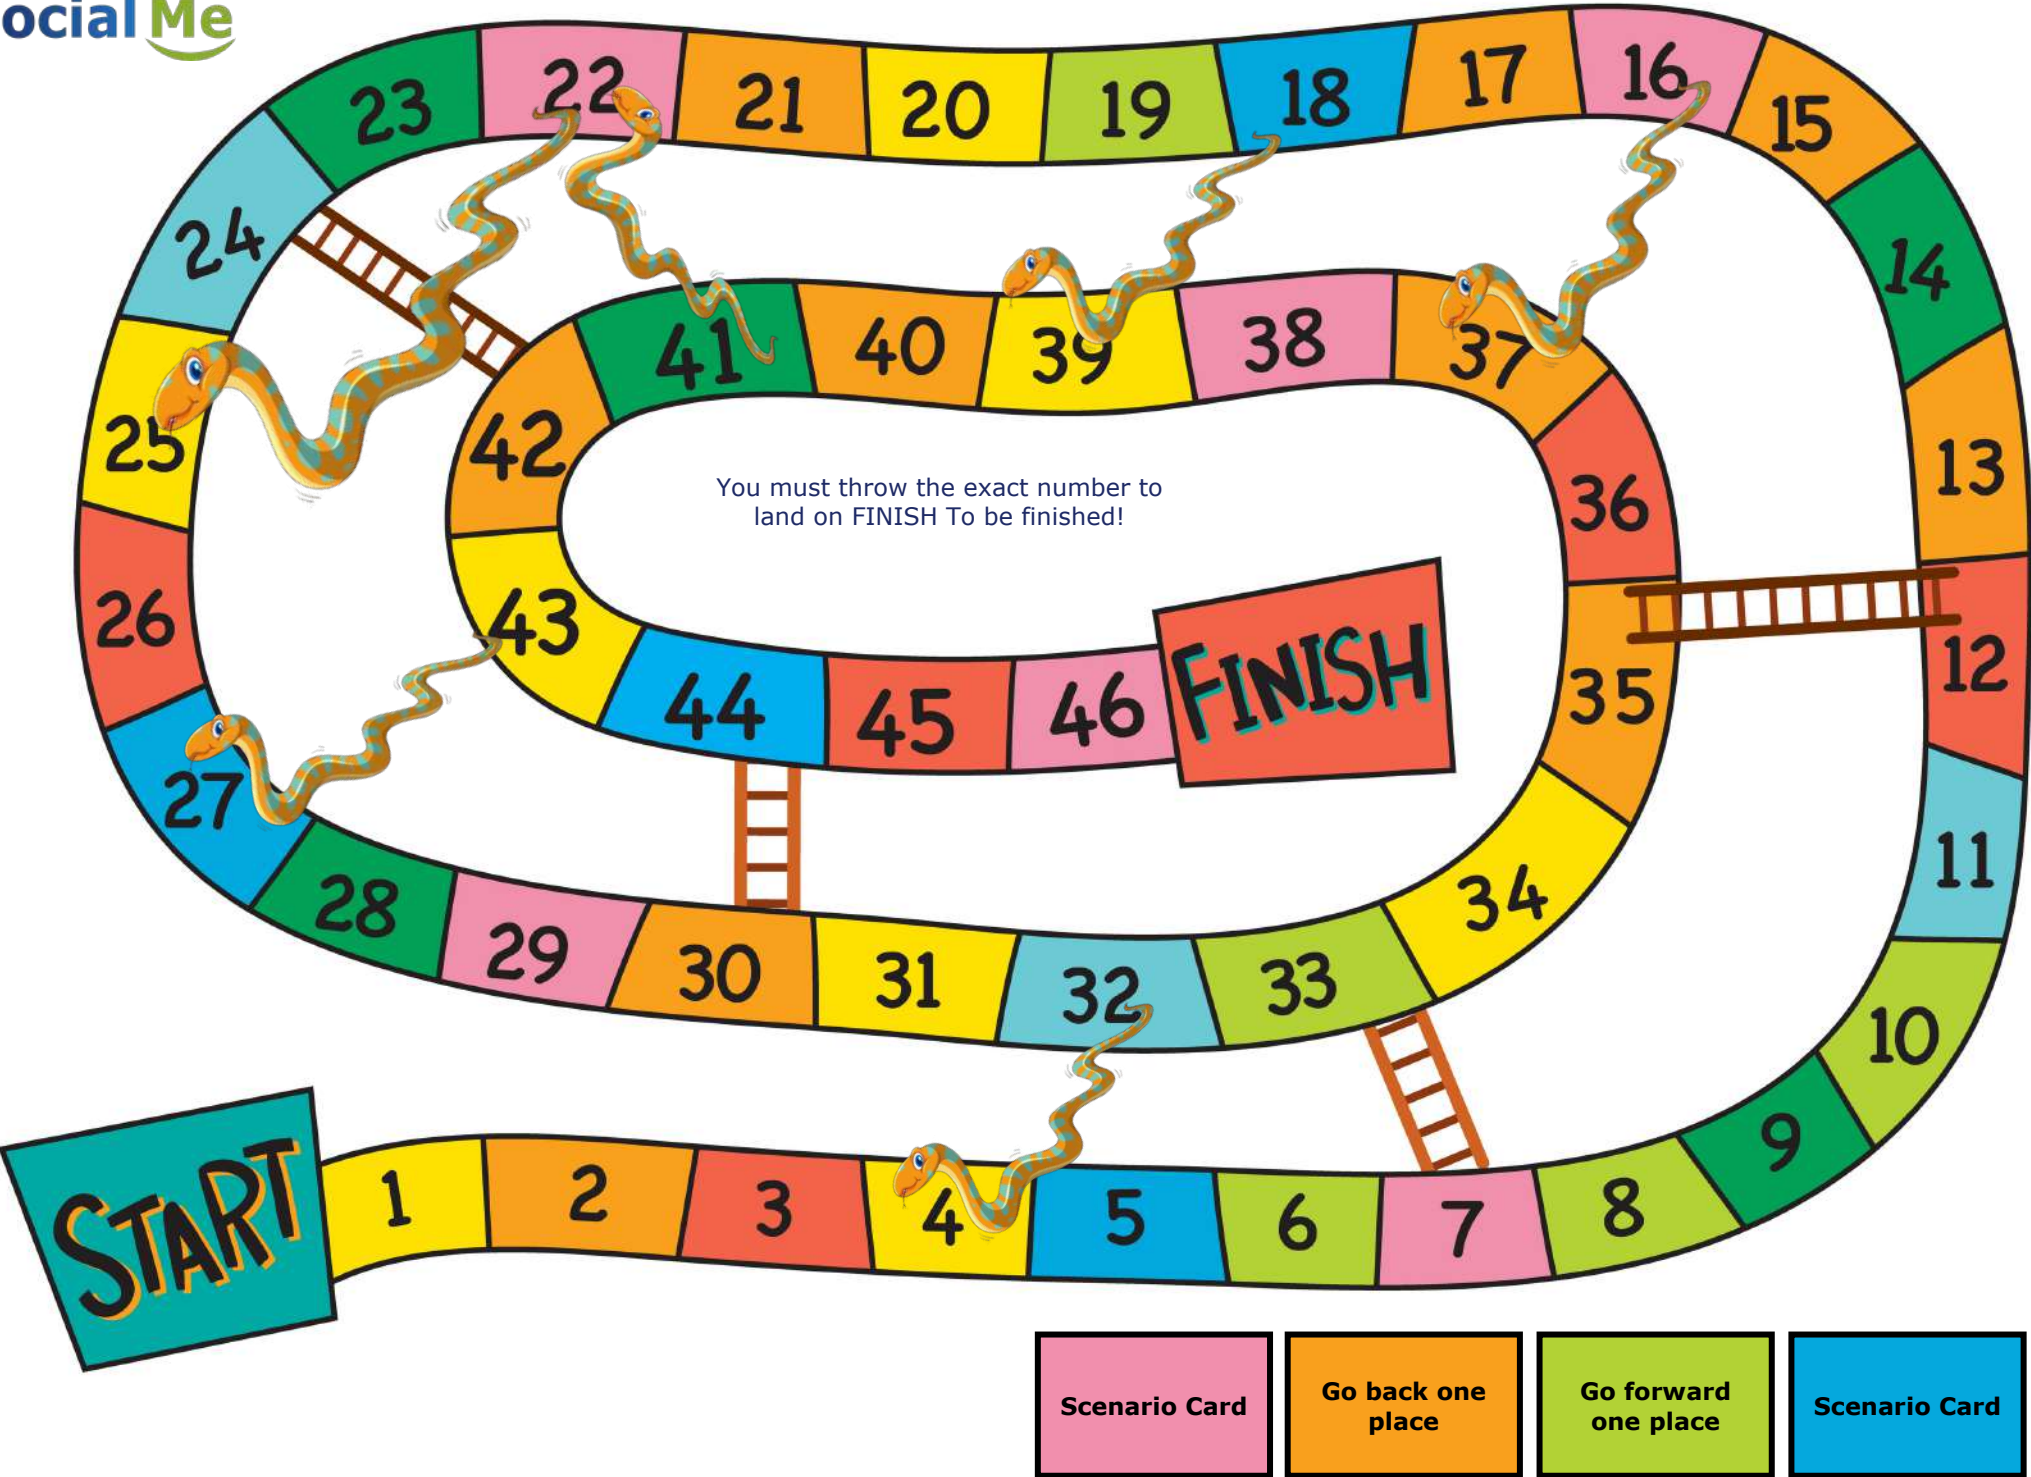 ocial Me
23 22 21 20 19 18 17 16 15
24 14
41 40 39 38 37
25 42 13
36
You must throw the exact number to
land on FINISH To be finished!
26 43 12
44 45 46 FINISH 35
27 11
28 34
29 30 31 32 33 10
START 1 2 3 4 5 6 7 8 9
Scenario Card
Go back one
place
Go forward
one place
Scenario Card